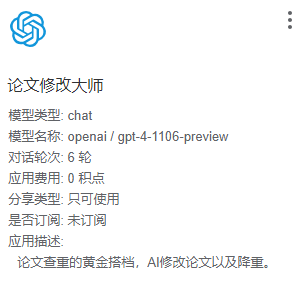 论文修改大师
模型类型: chat
模型名称: openai / gpt-4-1106-preview
对话轮次: 6 轮
应用费用: 0 积点
分享类型: 只可使用
是否订阅: 未订阅
应用描述:
论文查重的黄金搭档，AI修改论文以及降重。